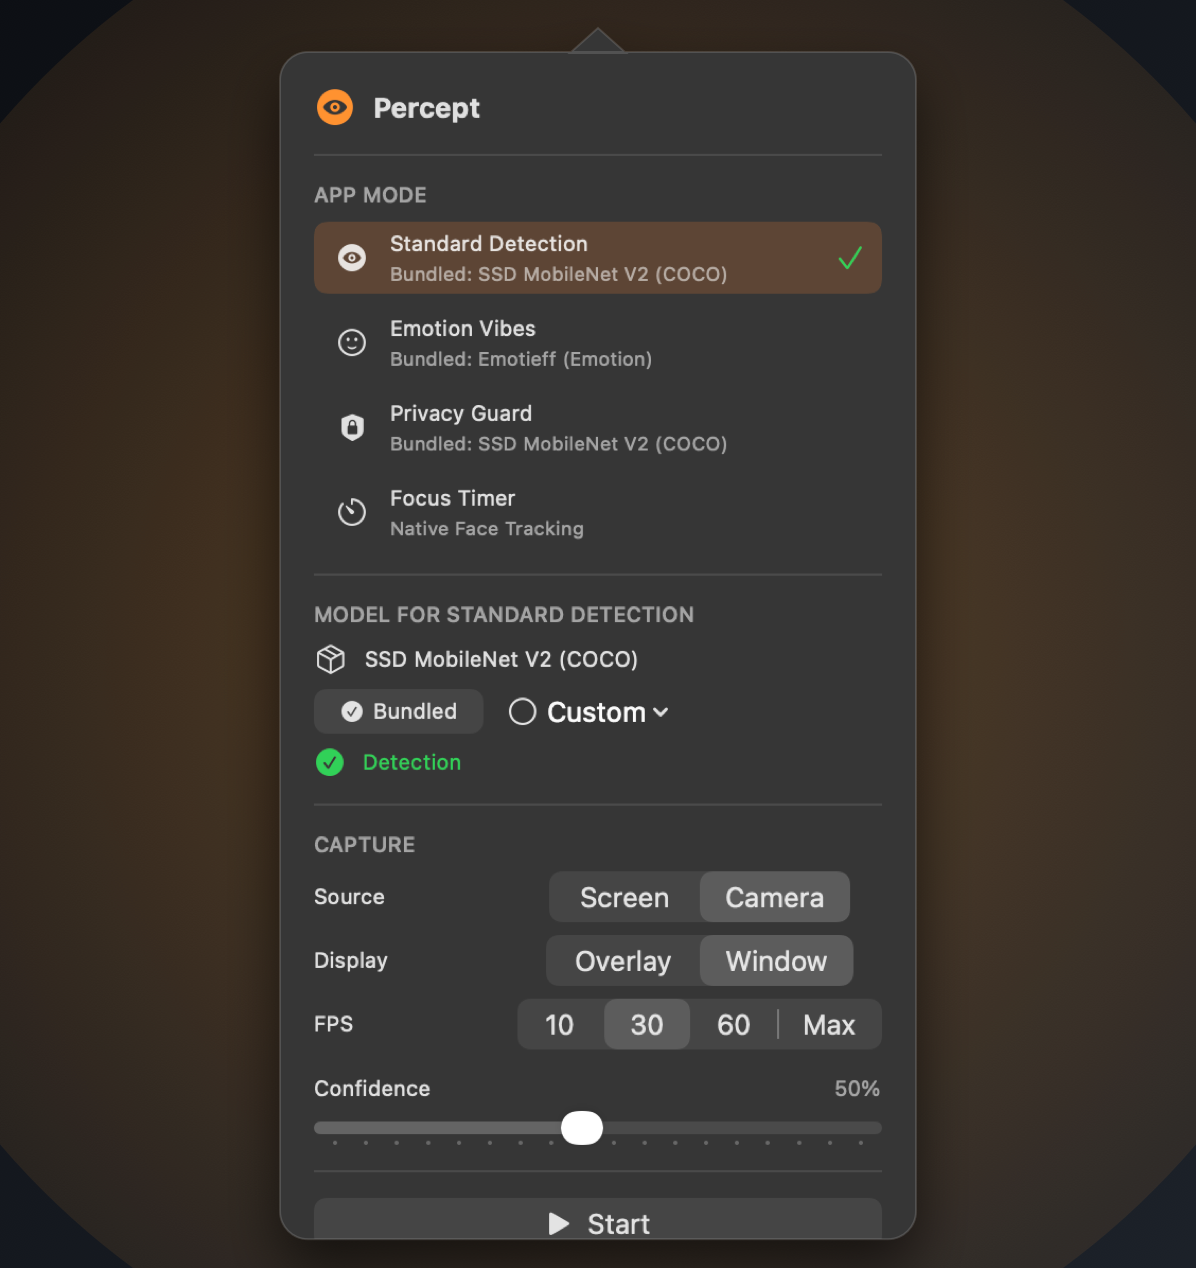 Percept
APP MODE
Standard Detection
Bundled: SSD MobileNet V2 (COCO)
Emotion Vibes
Bundled: Emotieff (Emotion)
Privacy Guard
Bundled: SSD MobileNet V2 (COCO)
Focus Timer
Native Face Tracking
MODEL FOR STANDARD DETECTION
SSD MobileNet V2 (COCO)
Bundled Custom
Detection
CAPTURE
Source Screen Camera
Display Overlay Window
FPS 10 30 60 Max
Confidence 50%
Start